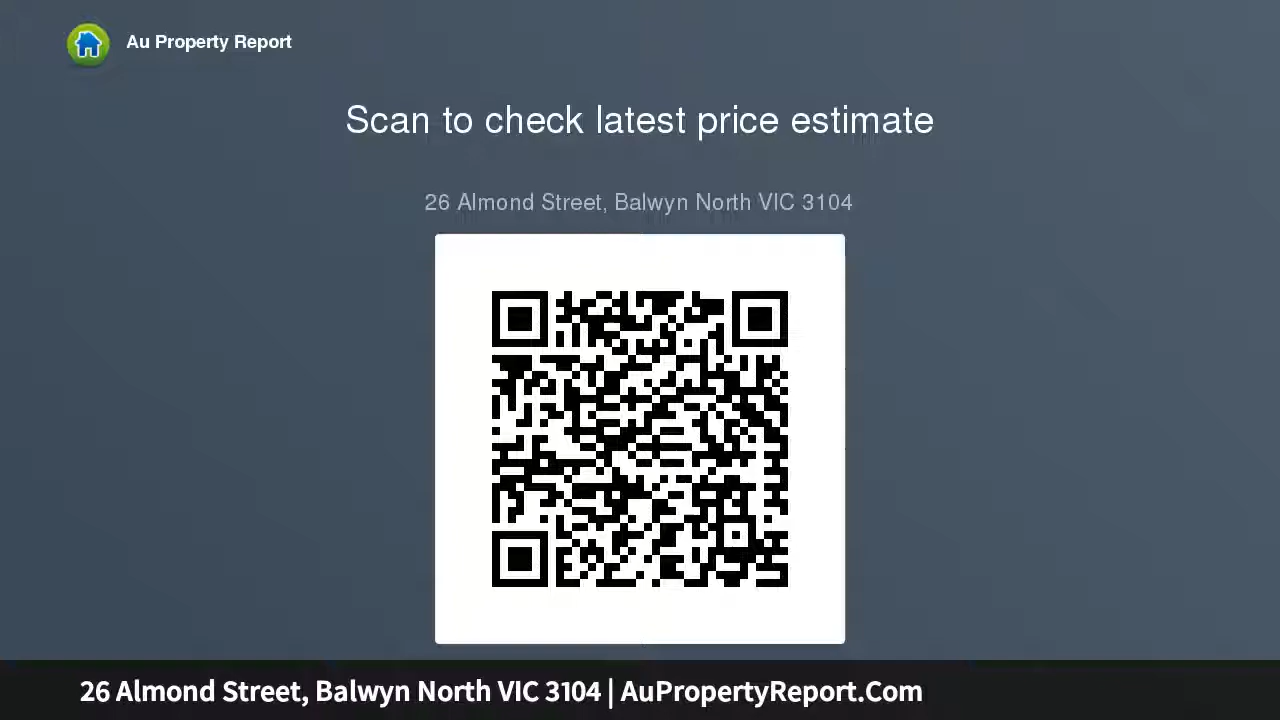 Au Property Report
Scan to check latest price estimate
26 Almond Street, Balwyn North VIC 3104
26 Almond Street, Balwyn North VIC 3104 | AuPropertyReport.Com